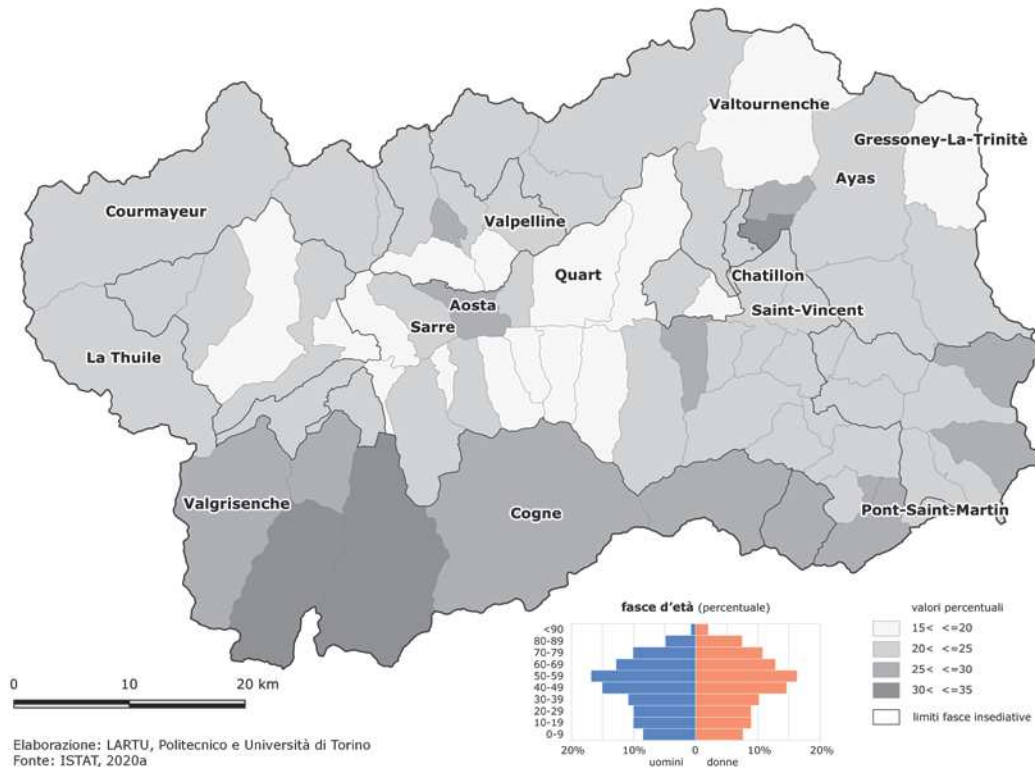 Valtournenche
Gressoney-La-Trinitè
Ayas
Courmayeur
Valpelline
Quart
Chatillon
Aosta
Saint-Vincent
Sarre
La Thuile
Valgrisenche
Cogne
Pont-Saint-Martin
fasce d'età (percentuale)
<90
80-89
70-79
60-69
50-59
40-49
30-39
20-29
10-19
0-9
20% 10% 0 10% 20%
uomini donne
valori percentuali
15< <=20
20< <=25
25< <=30
30< <=35
limiti fasce insediative
0 10 20 km
Elaborazione: LARTU, Politecnico e Università di Torino
Fonte: ISTAT, 2020a